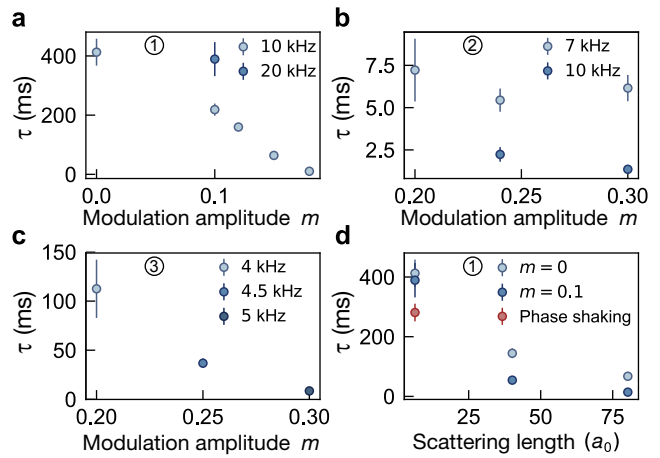 a
①
10 kHz
20 kHz
400
200
0
τ (ms)
0.0
0.1
Modulation amplitude m
b
②
7 kHz
10 kHz
7.5
5.0
2.5
τ (ms)
0.20
0.25
0.30
Modulation amplitude m
c
③
4 kHz
4.5 kHz
5 kHz
150
100
50
0
τ (ms)
0.20
0.25
0.30
Modulation amplitude m
d
①
m = 0
m = 0.1
Phase shaking
400
200
0
τ (ms)
25
50
75
Scattering length (a₀)